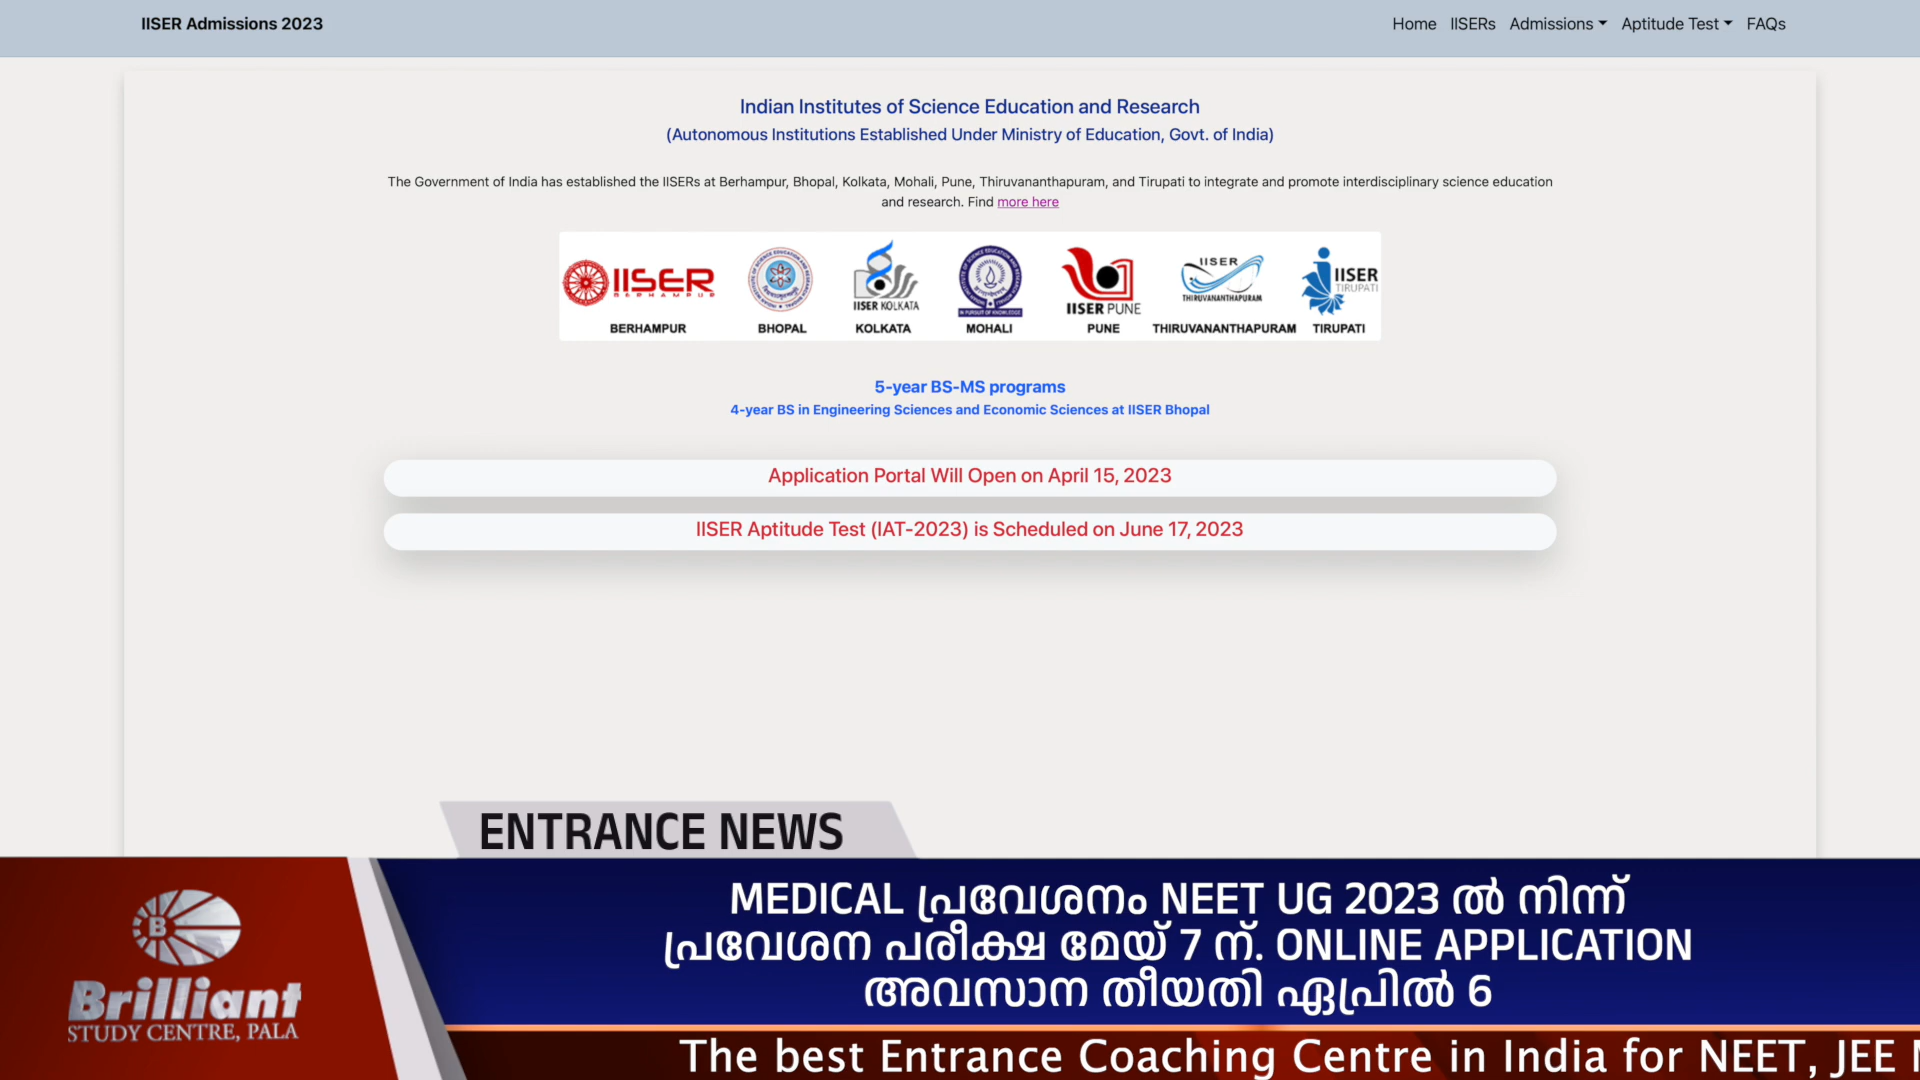 IISER Admissions 2023
Home IISERs Admissions Aptitude Test FAQs
Indian Institutes of Science Education and Research
(Autonomous Institutions Established Under Ministry of Education, Govt. of India)
The Government of India has established the IISERs at Berhampur, Bhopal, Kolkata, Mohali, Pune, Thiruvananthapuram, and Tirupati to integrate and promote interdisciplinary science education
and research. Find more here
IISER BERHAMPUR
IISER KOLKATA
IN PURSUIT OF KNOWLEDGE
IISER PUNE
IISER THIRUVANANTHAPURAM
IISER TIRUPATI
BERHAMPUR BHOPAL KOLKATA MOHALI PUNE THIRUVANANTHAPURAM TIRUPATI
5-year BS-MS programs
4-year BS in Engineering Sciences and Economic Sciences at IISER Bhopal
Application Portal Will Open on April 15, 2023
IISER Aptitude Test (IAT-2023) is Scheduled on June 17, 2023
ENTRANCE NEWS
MEDICAL പ്രവേശനം NEET UG 2023 ൽ നിന്ന്
പ്രവേശന പരീക്ഷ മേയ് 7 ന്. ONLINE APPLICATION
അവസാന തീയതി ഏപ്രിൽ 6
B
Brilliant
STUDY CENTRE, PALA
The best Entrance Coaching Centre in India for NEET, JEE